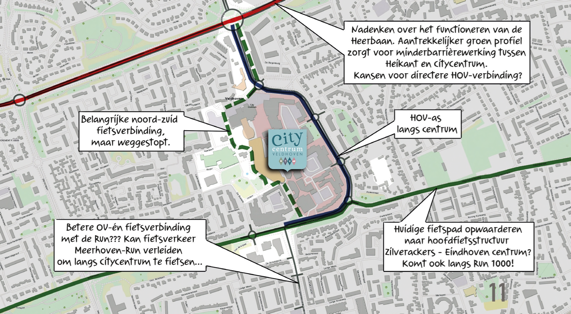 Nadenken over het functioneren van de
Heerbaan. Aantrekkelijker groen profiel
zorgt voor minderbarrièrewerking tussen
Heikant en citycentrum.
Kansen voor directere HOV-verbinding?
Belangrijke noord-zuid
fietsverbinding,
maar weggestopt.
HOV-as
langs centrum
City
centrum
Betere OV-én fietsverbinding
met de Run??? Kan fietsverkeer
Meerhoven-Run verleiden
om langs citycentrum te fietsen...
Huidige fietspad opwaarderen
naar hoofdfietsstructuur
zilverackers - Eindhoven centrum?
Komt ook langs Run 1000!
11